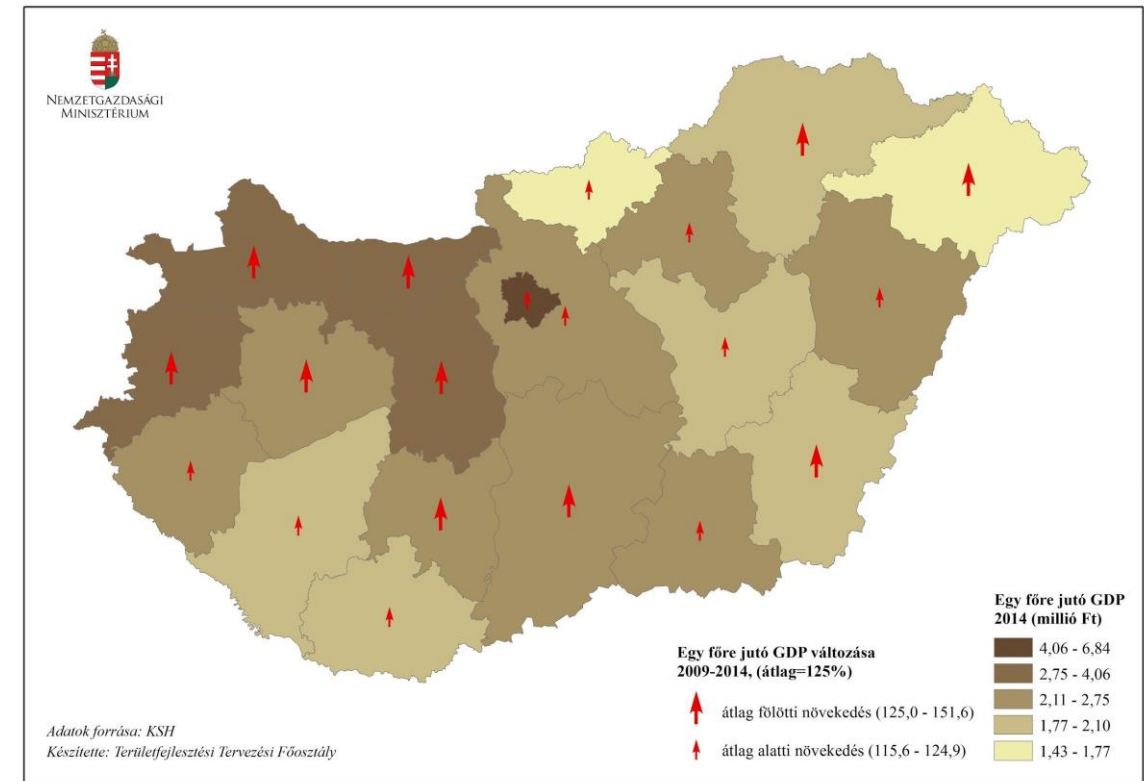 NEMZETGAZDASÁGI
MINISZTÉRIUM
Egy főre jutó GDP
2014 (millió Ft)
4,06 - 6,84
2,75 - 4,06
2,11 - 2,75
1,77 - 2,10
1,43 - 1,77
Egy főre jutó GDP változása
2009-2014, (átlag=125%)
átlag fölötti növekedés (125,0 - 151,6)
átlag alatti növekedés (115,6 - 124,9)
Adatok forrása: KSH
Készítette: Területfejlesztési Tervezési Főosztály